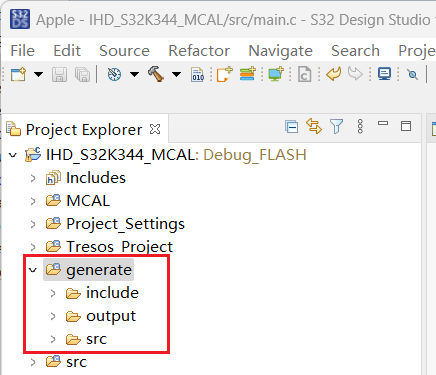 Apple - IHD_S32K344_MCAL/src/main.c - S32 Design Studio
File Edit Source Refactor Navigate Search
010
Project Explorer
IHD_S32K344_MCAL: Debug_FLASH
Includes
MCAL
Project_Settings
Tresos_Project
generate
include
output
src
src